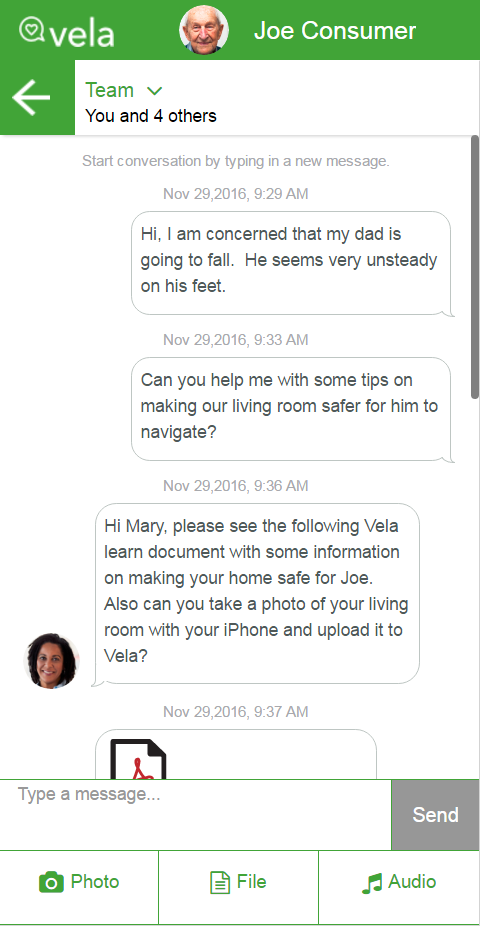 vela
Joe Consumer
Team
You and 4 others
Start conversation by typing in a new message.
Nov 29,2016, 9:29 AM
Hi, I am concerned that my dad is
going to fall.  He seems very unsteady
on his feet.
Nov 29,2016, 9:33 AM
Can you help me with some tips on
making our living room safer for him to
navigate?
Nov 29,2016, 9:36 AM
Hi Mary, please see the following Vela
learn document with some information
on making your home safe for Joe.
Also can you take a photo of your living
room with your iPhone and upload it to
Vela?
Nov 29,2016, 9:37 AM
Type a message...
Send
Photo
File
Audio